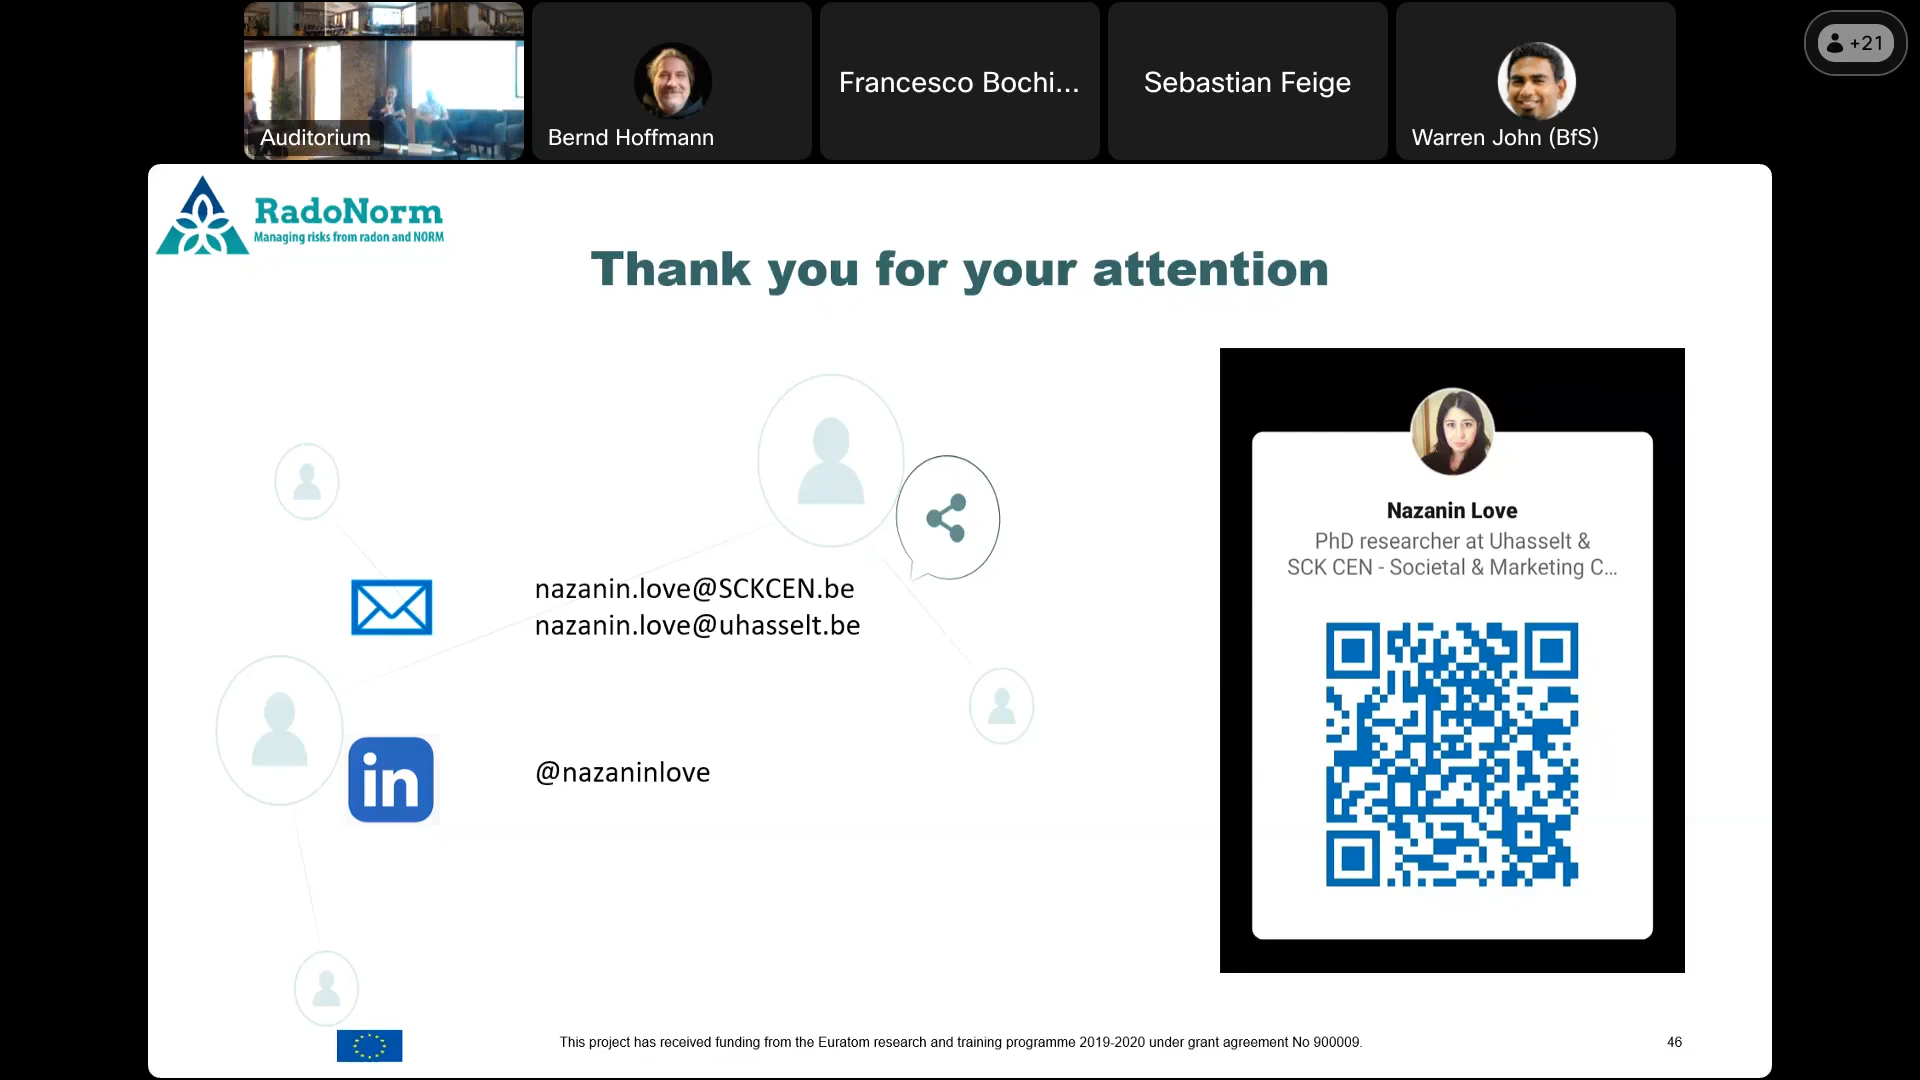 +21
Auditorium
Bernd Hoffmann
Francesco Bochi...
Sebastian Feige
Warren John (BfS)
RadoNorm
Managing risks from radon and NORM
Thank you for your attention
nazanin.love@SCKCEN.be
nazanin.love@uhasselt.be
in
@nazaninlove
Nazanin Love
PhD researcher at Uhasselt &
SCK CEN - Societal & Marketing C...
This project has received funding from the Euratom research and training programme 2019-2020 under grant agreement No 900009.
46